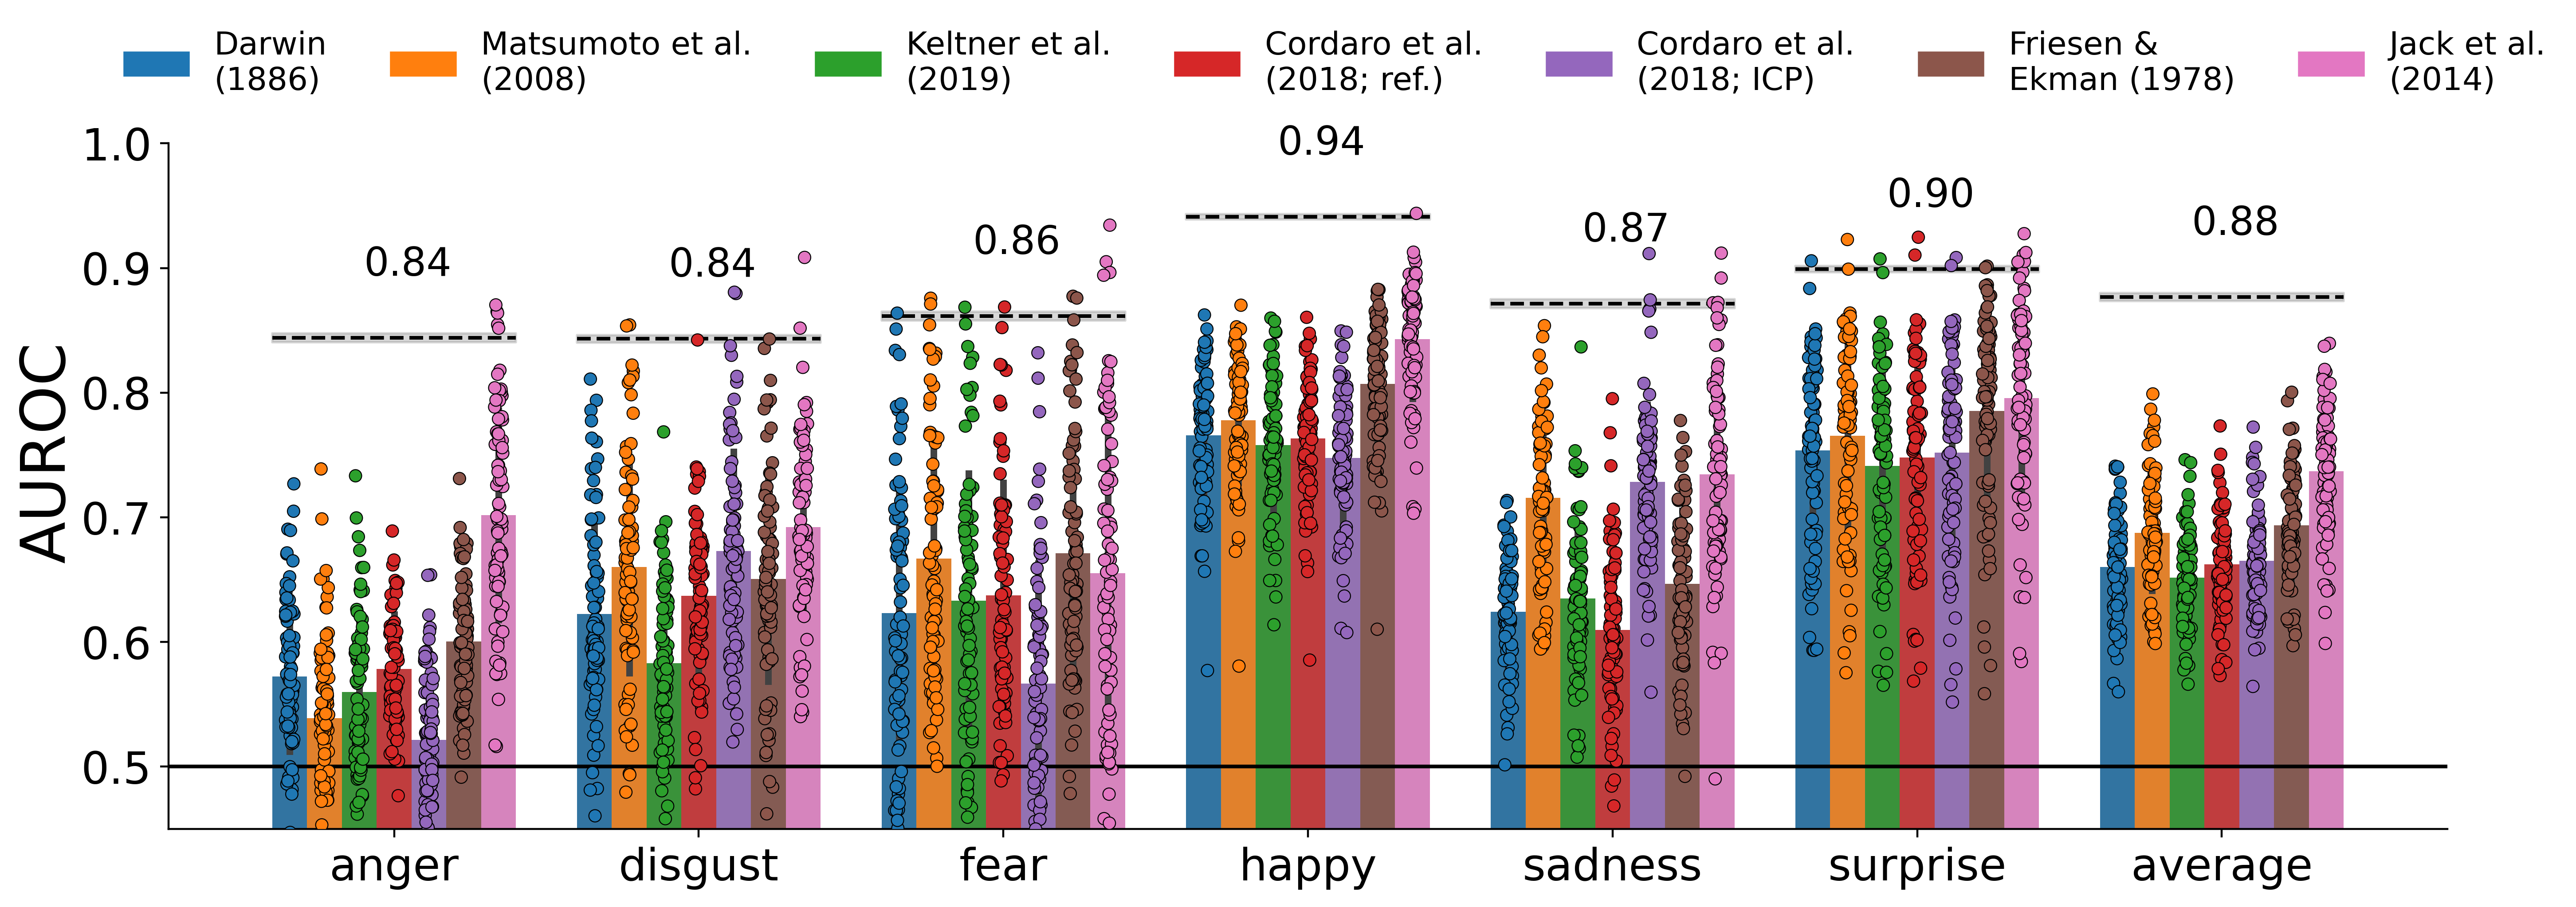 Darwin
(1886)
Matsumoto et al.
(2008)
Keltner et al.
(2019)
Cordaro et al.
(2018; ref.)
Cordaro et al.
(2018; ICP)
Friesen &
Ekman (1978)
Jack et al.
(2014)
AUROC
1.0
0.9
0.8
0.7
0.6
0.5
0.84
0.84
0.86
0.94
0.87
0.90
0.88
anger
disgust
fear
happy
sadness
surprise
average